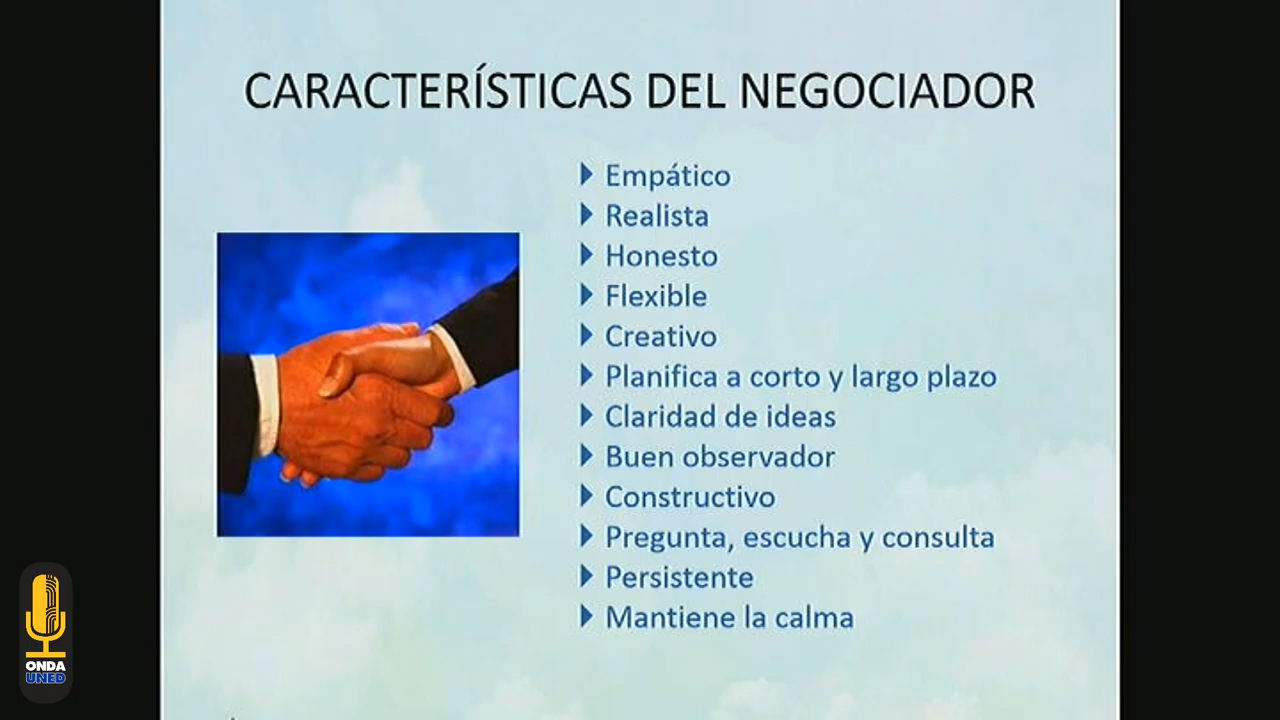 CARACTERÍSTICAS DEL NEGOCIADOR
Empático
Realista
Honesto
Flexible
Creativo
Planifica a corto y largo plazo
Claridad de ideas
Buen observador
Constructivo
Pregunta, escucha y consulta
Persistente
Mantiene la calma
ONDA
UNED